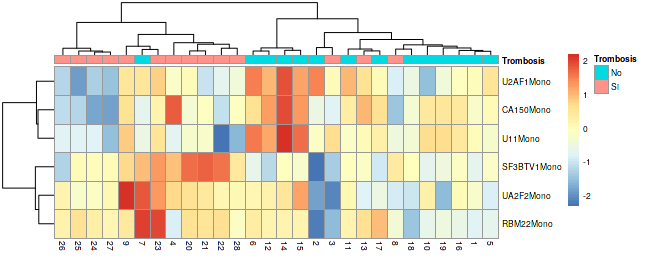 Trombosis
Trombosis
No
SI
2
1
0
-1
-2
U2AF1Mono
CA150Mono
U11Mono
SF3BTV1Mono
UA2F2Mono
RBM22Mono
26 25 24 27 9 7 23 4 20 21 22 28 6 12 14 15 2 3 11 13 17 8 18 10 19 16 1 5